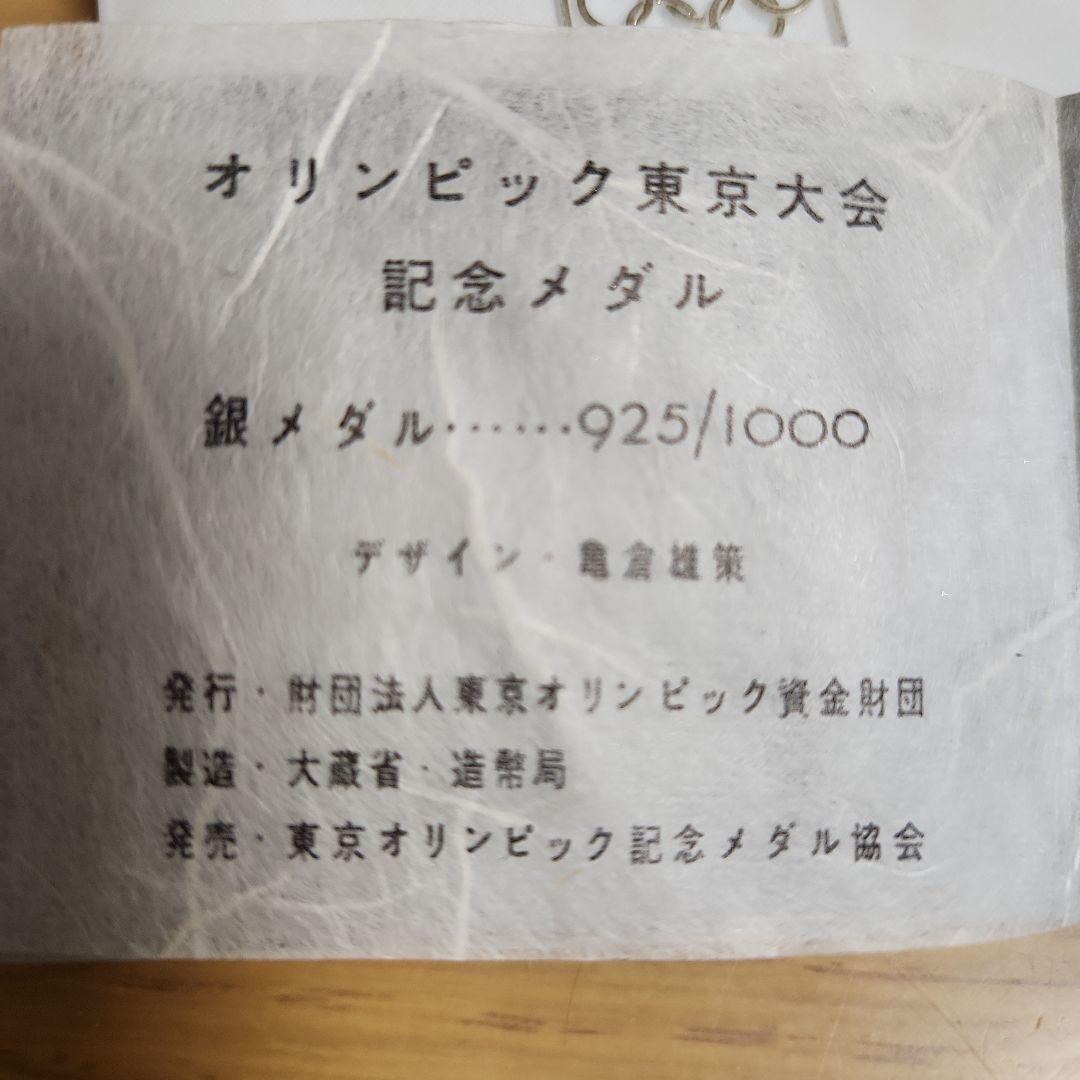 オリンピック東京大会
記念メダル
銀メダル……925/1000
デザイン・亀倉雄策
発行・財団法人東京オリンピック資金財団
製造・大蔵省・造幣局
発売・東京オリンピック記念メダル協会